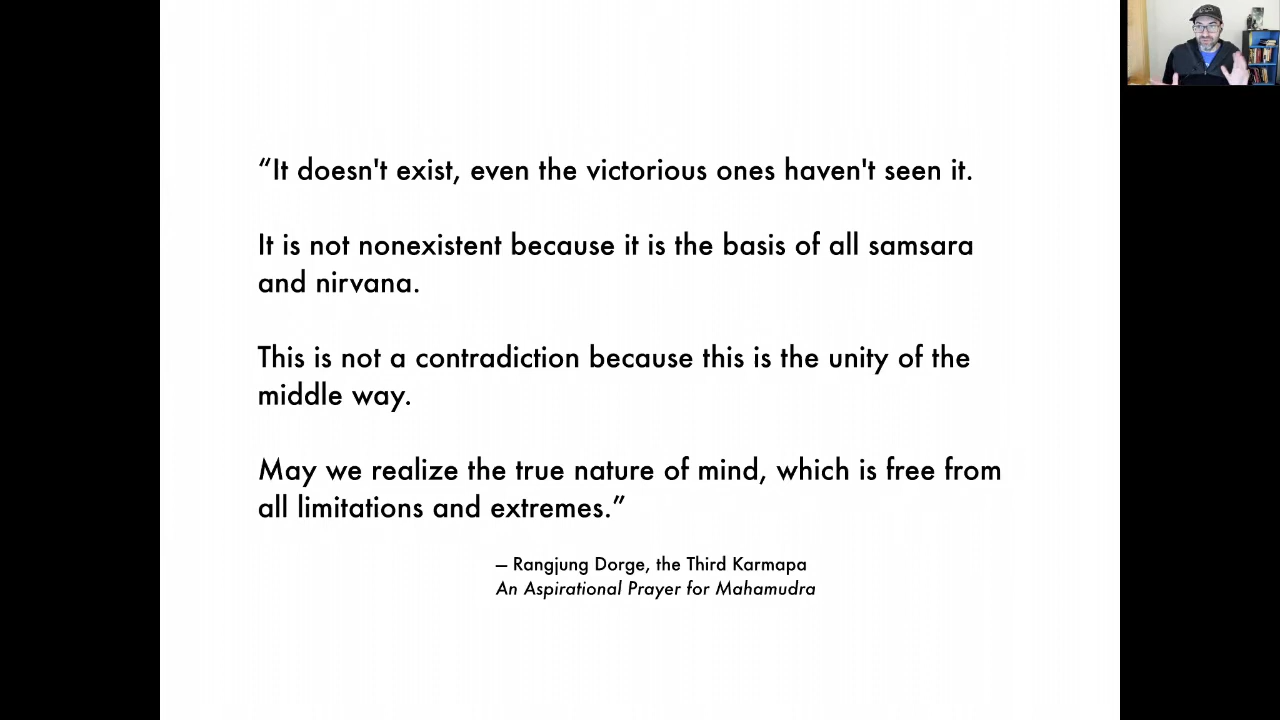 “It doesn't exist, even the victorious ones haven't seen it.
It is not nonexistent because it is the basis of all samsara
and nirvana.
This is not a contradiction because this is the unity of the
middle way.
May we realize the true nature of mind, which is free from
all limitations and extremes.”
— Rangjung Dorge, the Third Karmapa
An Aspirational Prayer for Mahamudra